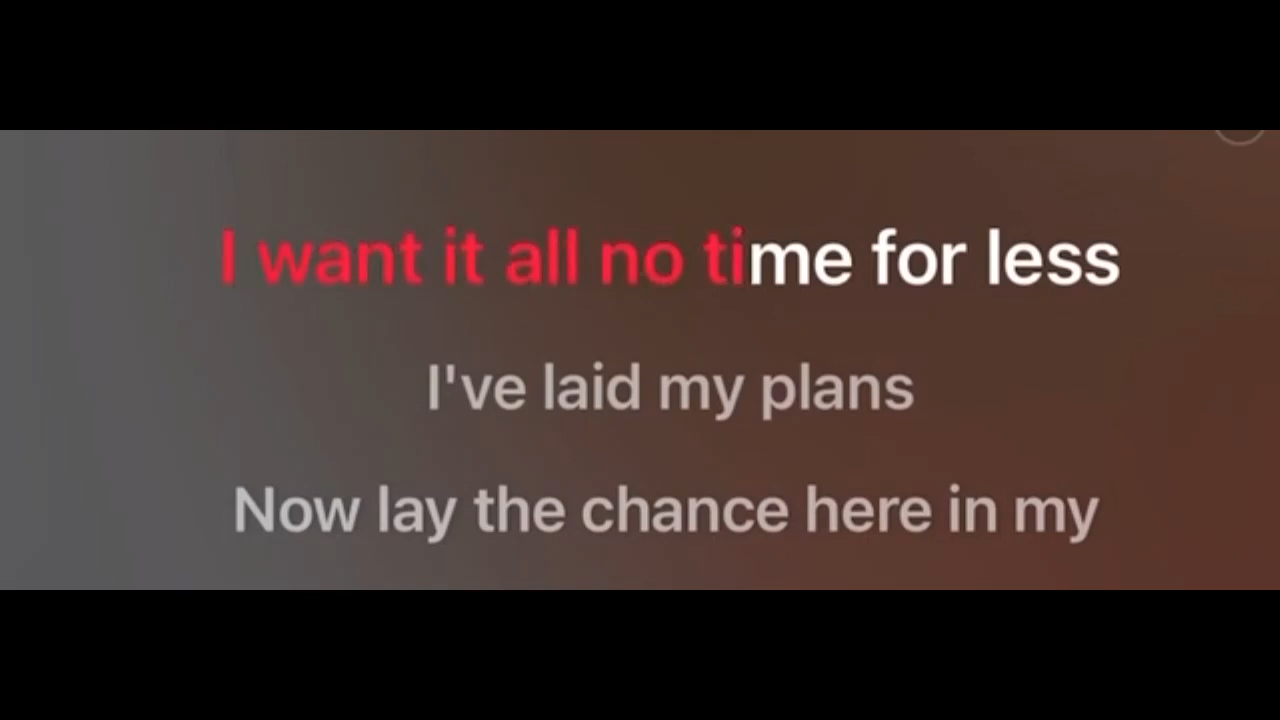 I want it all no time for less
I've laid my plans
Now lay the chance here in my